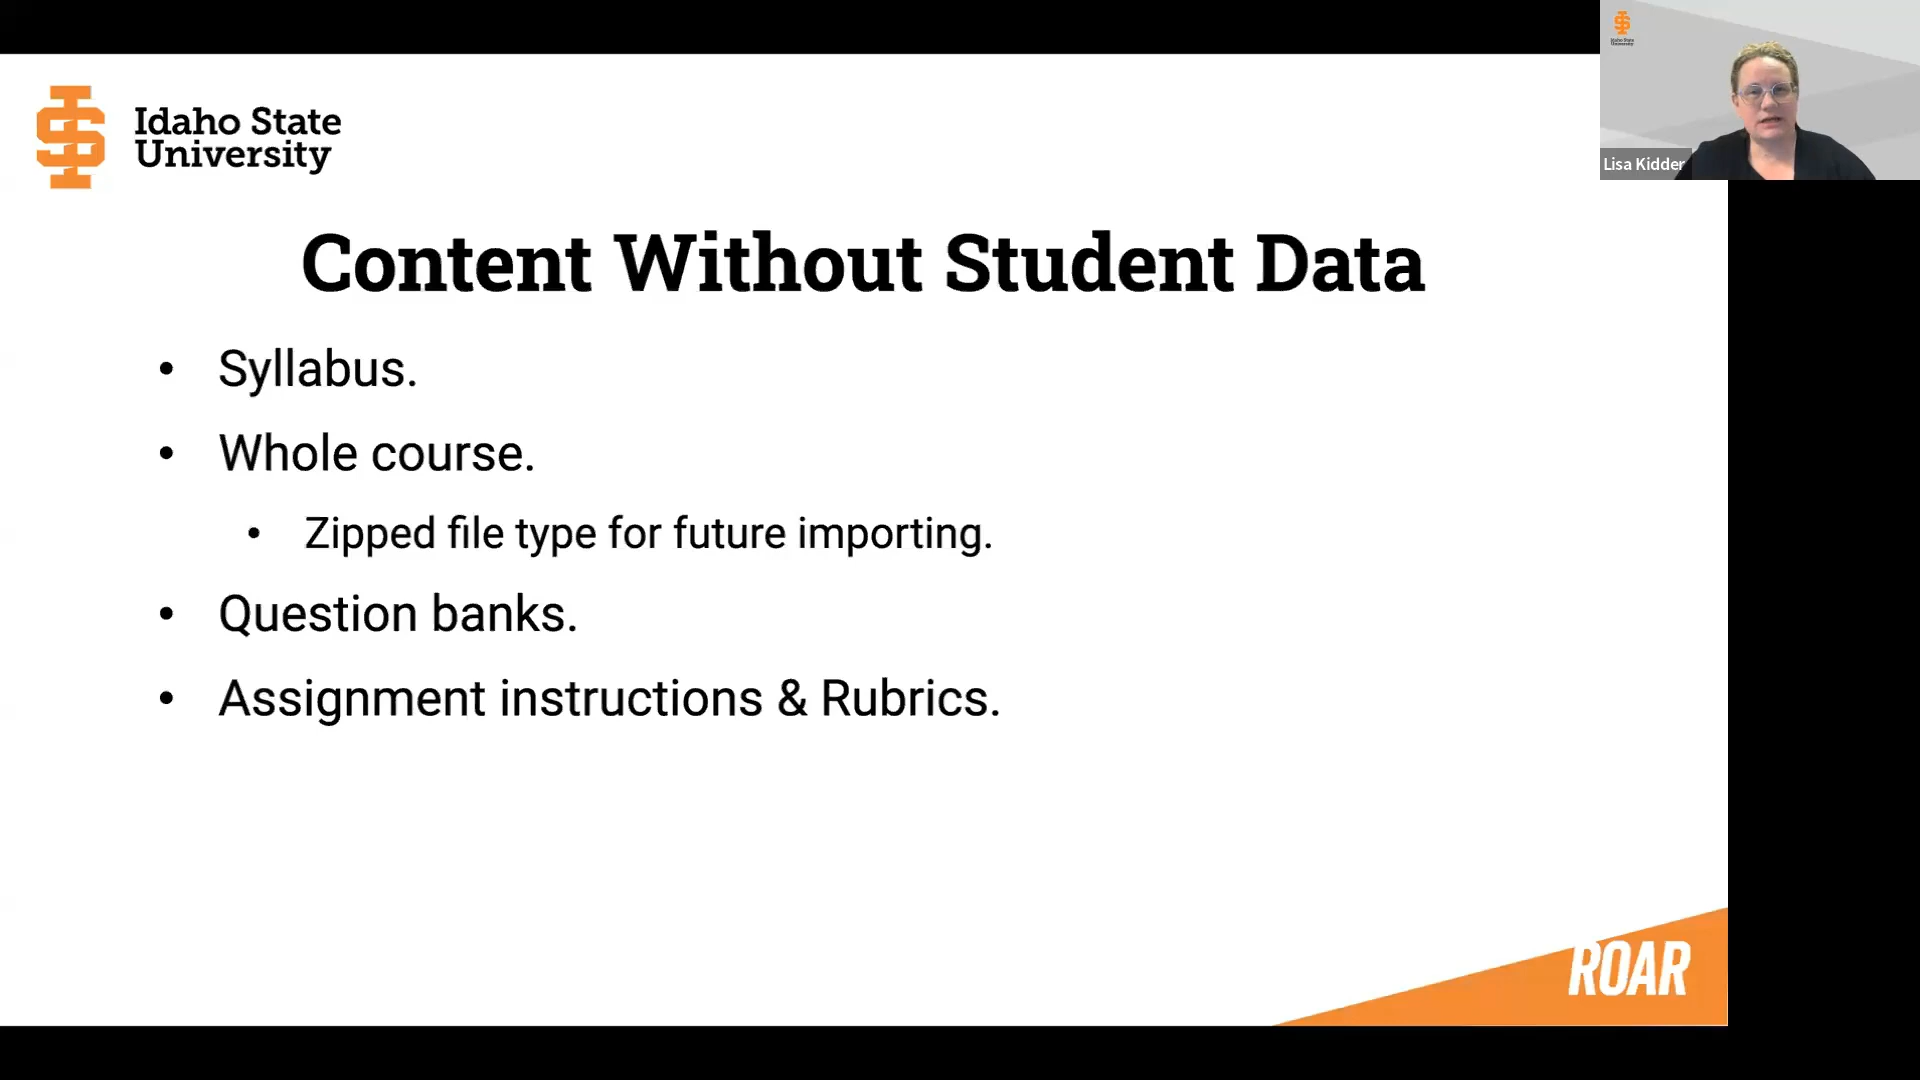 Idaho State
University
Lisa Kidder
Content Without Student Data
• Syllabus.
• Whole course.
• Zipped file type for future importing.
• Question banks.
• Assignment instructions & Rubrics.
ROAR